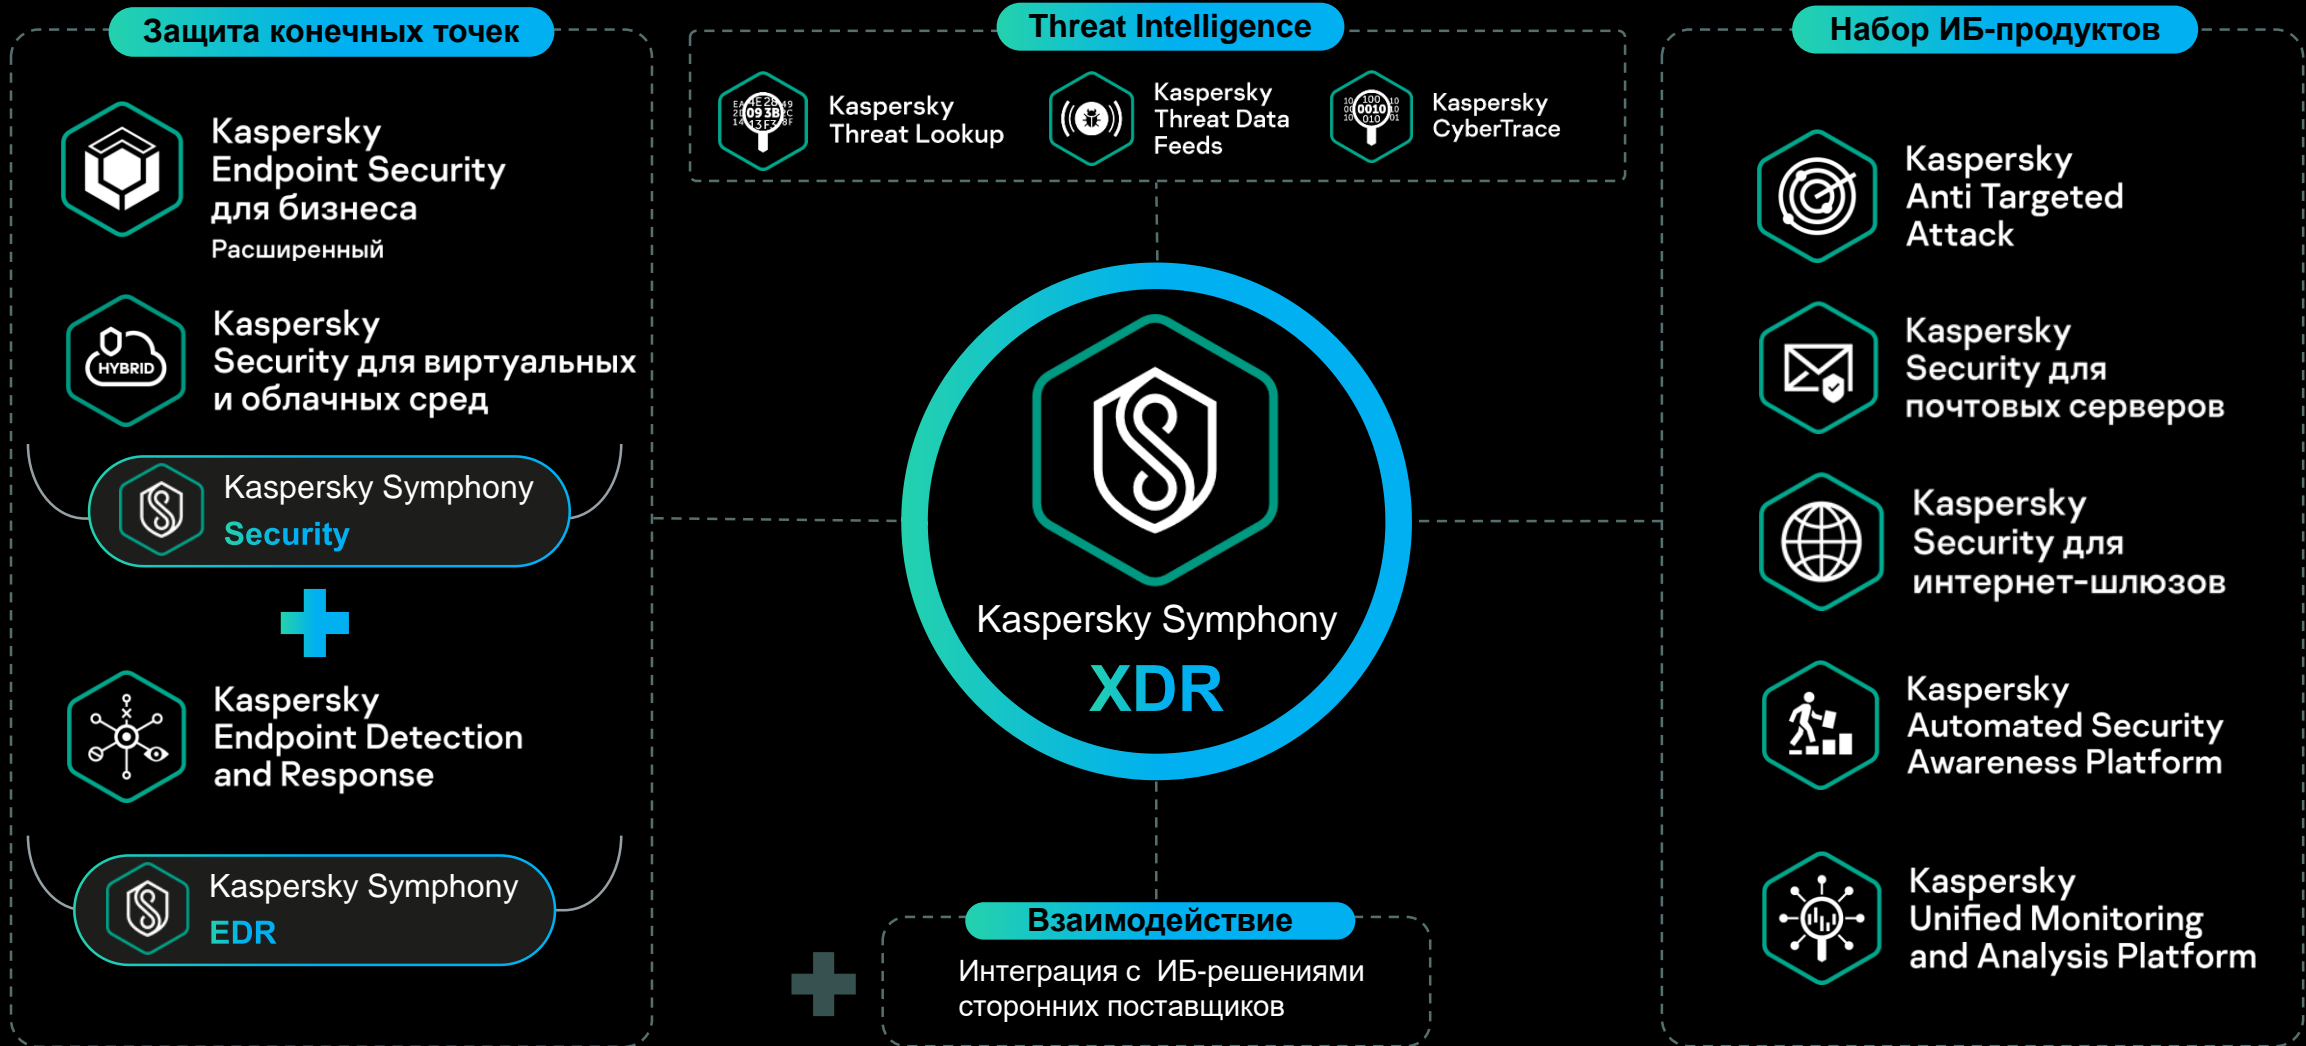 Защита конечных точек
Kaspersky
Endpoint Security
для бизнеса
Расширенный
Kaspersky
Security для виртуальных
и облачных сред
HYBRID
Kaspersky Symphony
Security
Kaspersky
Endpoint Detection
and Response
Kaspersky Symphony
EDR
Threat Intelligence
Kaspersky
Threat Lookup
Kaspersky
Threat Data
Feeds
Kaspersky
CyberTrace
093B
0010
Kaspersky Symphony
XDR
Взаимодействие
Интеграция с ИБ-решениями
сторонних поставщиков
Набор ИБ-продуктов
Kaspersky
Anti Targeted
Attack
Kaspersky
Security для
почтовых серверов
Kaspersky
Security для
интернет-шлюзов
Kaspersky
Automated Security
Awareness Platform
Kaspersky
Unified Monitoring
and Analysis Platform